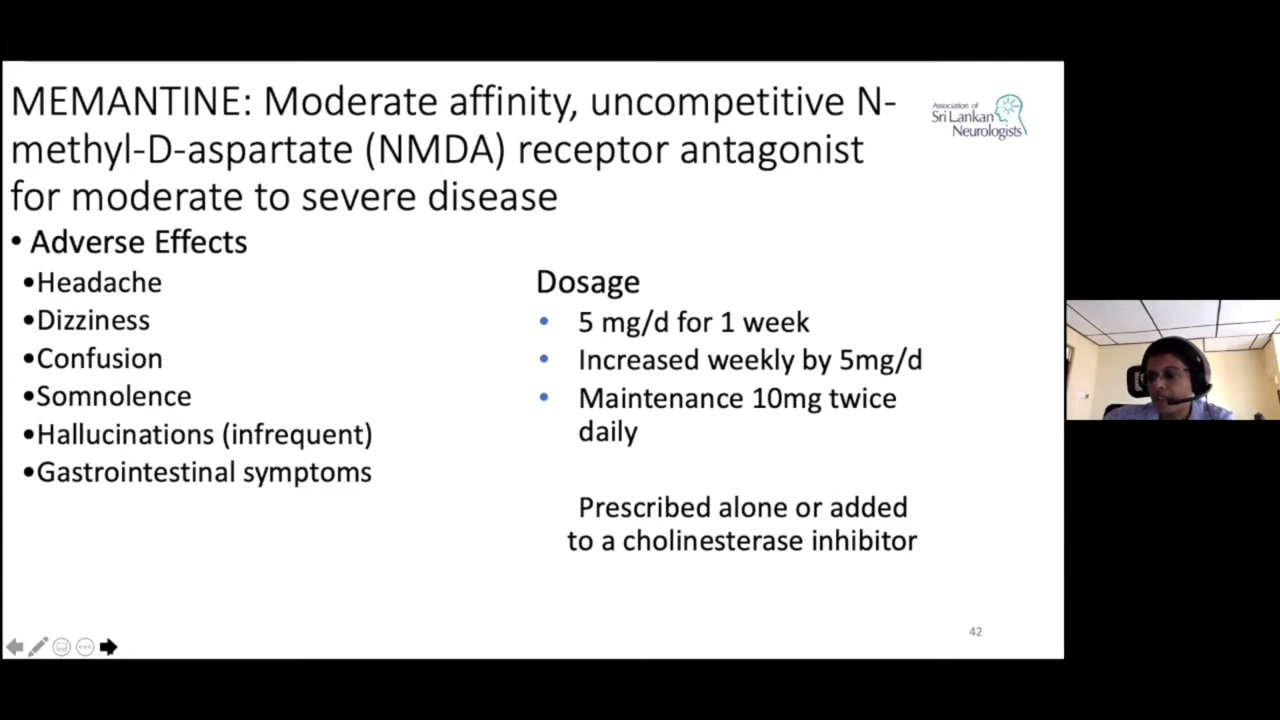 MEMANTINE: Moderate affinity, uncompetitive N-
methyl-D-aspartate (NMDA) receptor antagonist
for moderate to severe disease
Association of
Sri Lankan
Neurologists
• Adverse Effects
•Headache
•Dizziness
•Confusion
•Somnolence
•Hallucinations (infrequent)
•Gastrointestinal symptoms
Dosage
• 5 mg/d for 1 week
• Increased weekly by 5mg/d
• Maintenance 10mg twice
daily
Prescribed alone or added
to a cholinesterase inhibitor
42